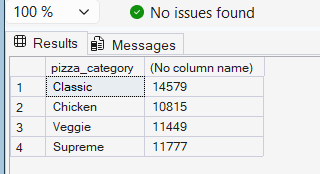 100 % No issues found
Results Messages
pizza_category (No column name)
1 Classic 14579
2 Chicken 10815
3 Veggie 11449
4 Supreme 11777